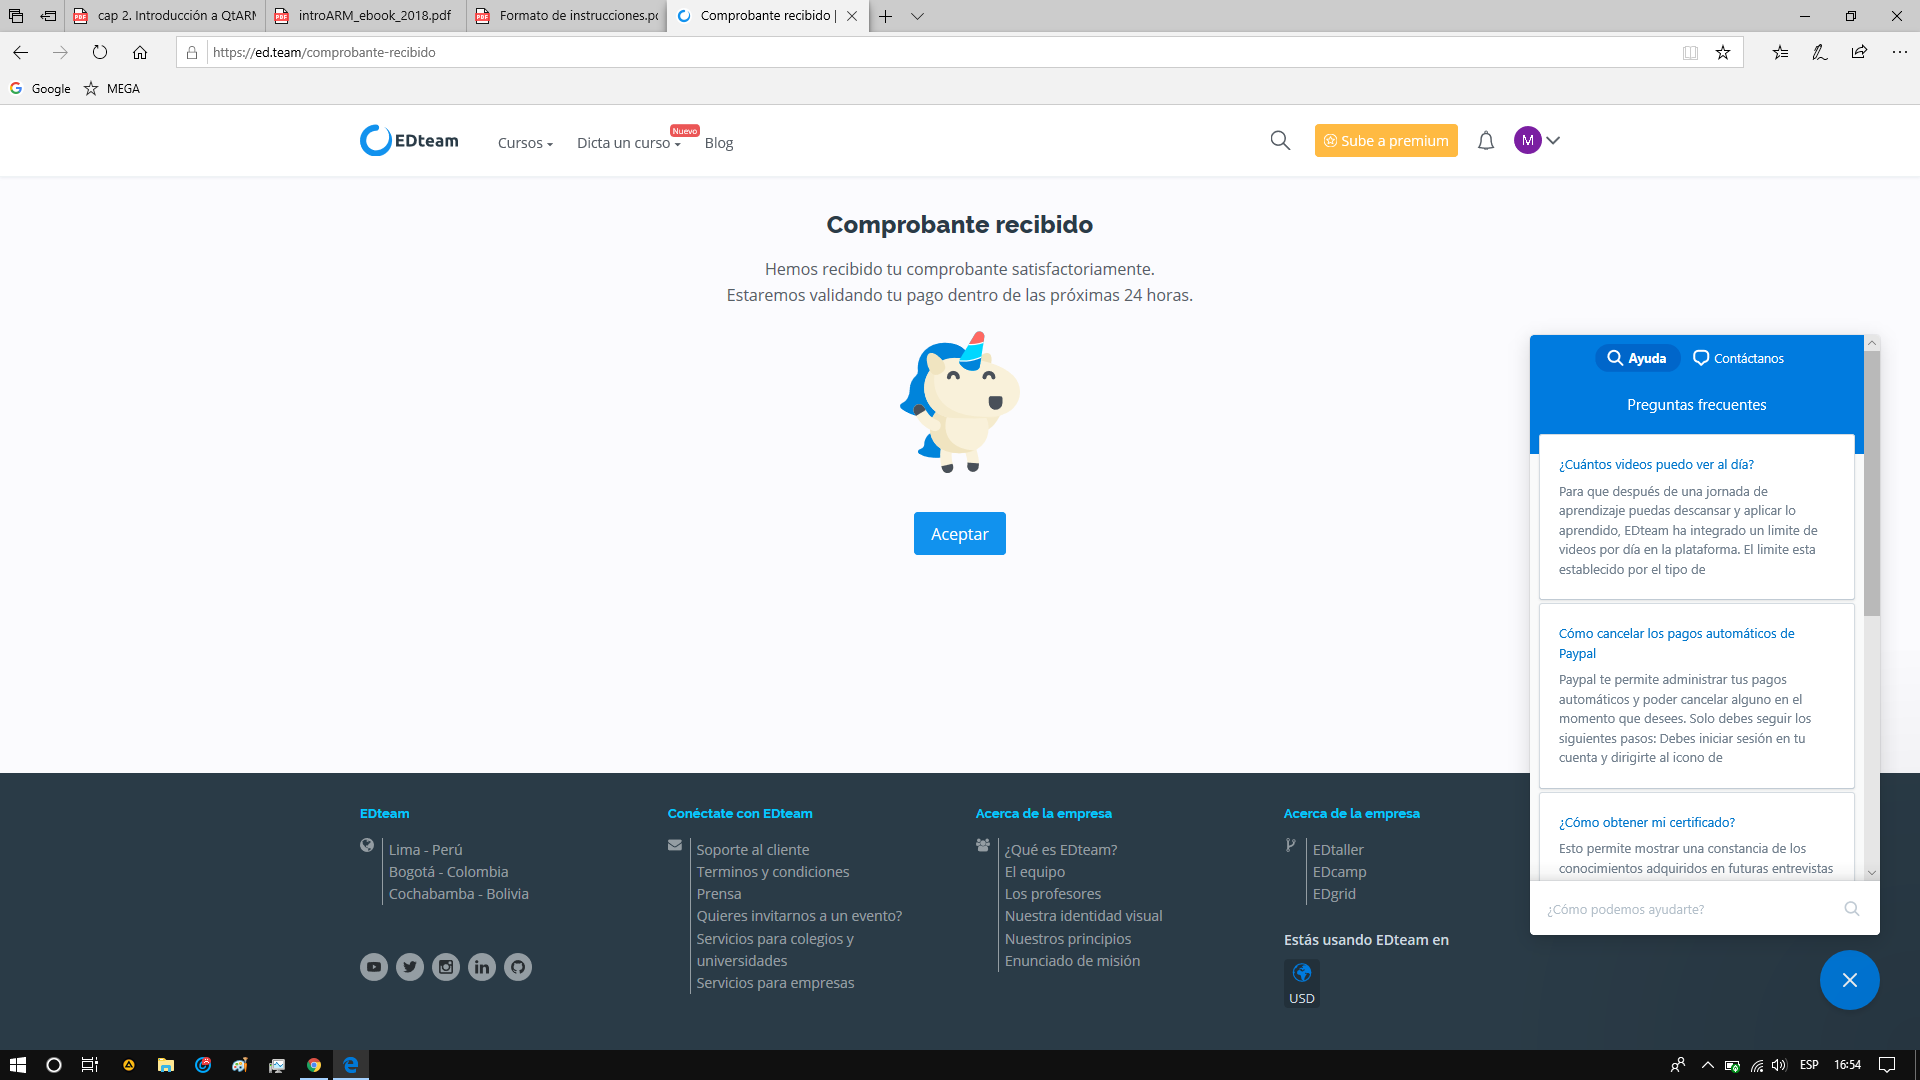 cap 2. Introducción a QtARM
introARM_ebook_2018.pdf
Formato de instrucciones.pd
Comprobante recibido |
https://ed.team/comprobante-recibido
Google
MEGA
EDteam
Cursos
Dicta un curso
Nuevo
Blog
Sube a premium
M
Comprobante recibido
Hemos recibido tu comprobante satisfactoriamente.
Estaremos validando tu pago dentro de las próximas 24 horas.
Aceptar
Ayuda
Contáctanos
Preguntas frecuentes
¿Cuántos videos puedo ver al día?
Para que después de una jornada de
aprendizaje puedas descansar y aplicar lo
aprendido, EDteam ha integrado un limite de
videos por día en la plataforma. El limite esta
establecido por el tipo de
Cómo cancelar los pagos automáticos de
Paypal
Paypal te permite administrar tus pagos
automáticos y poder cancelar alguno en el
momento que desees. Solo debes seguir los
siguientes pasos: Debes iniciar sesión en tu
cuenta y dirigirte al icono de
¿Cómo obtener mi certificado?
Esto permite mostrar una constancia de los
conocimientos adquiridos en futuras entrevistas
¿Cómo podemos ayudarte?
EDteam
Lima - Perú
Bogotá - Colombia
Cochabamba - Bolivia
Conéctate con EDteam
Soporte al cliente
Terminos y condiciones
Prensa
Quieres invitarnos a un evento?
Servicios para colegios y
universidades
Servicios para empresas
Acerca de la empresa
¿Qué es EDteam?
El equipo
Los profesores
Nuestra identidad visual
Nuestros principios
Enunciado de misión
Acerca de la empresa
EDtaller
EDcamp
EDgrid
Estás usando EDteam en
USD
ESP
16:54